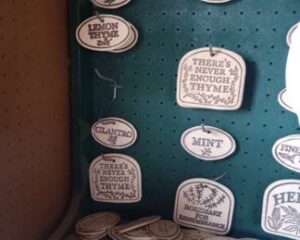 LEMON
THYME
THERE'S
NEVER
ENOUGH
THYME
CILANTRO
MINT
THERE'S
NEVER
ENOUGH
THYME
ROSEMARY
FOR
REMEMBRANCE